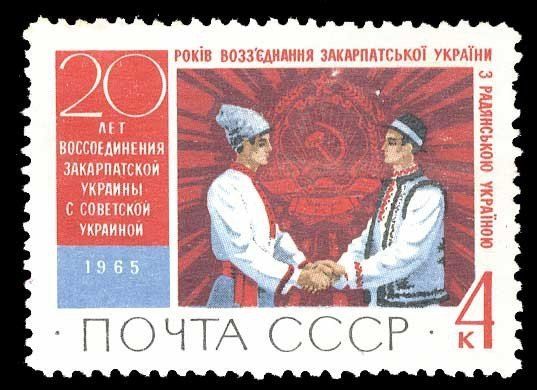 20
РОКІВ ВОЗЗ'ЄДНАННЯ ЗАКАРПАТСЬКОЇ УКРАЇНИ
З РАДЯНСЬКОЮ УКРАЇНОЮ
ЛЕТ
ВОССОЕДИНЕНИЯ
ЗАКАРПАТСКОЙ
УКРАИНЫ
С СОВЕТСКОЙ
УКРАИНОЙ
1965
· ПОЧТА СССР ·
4
К